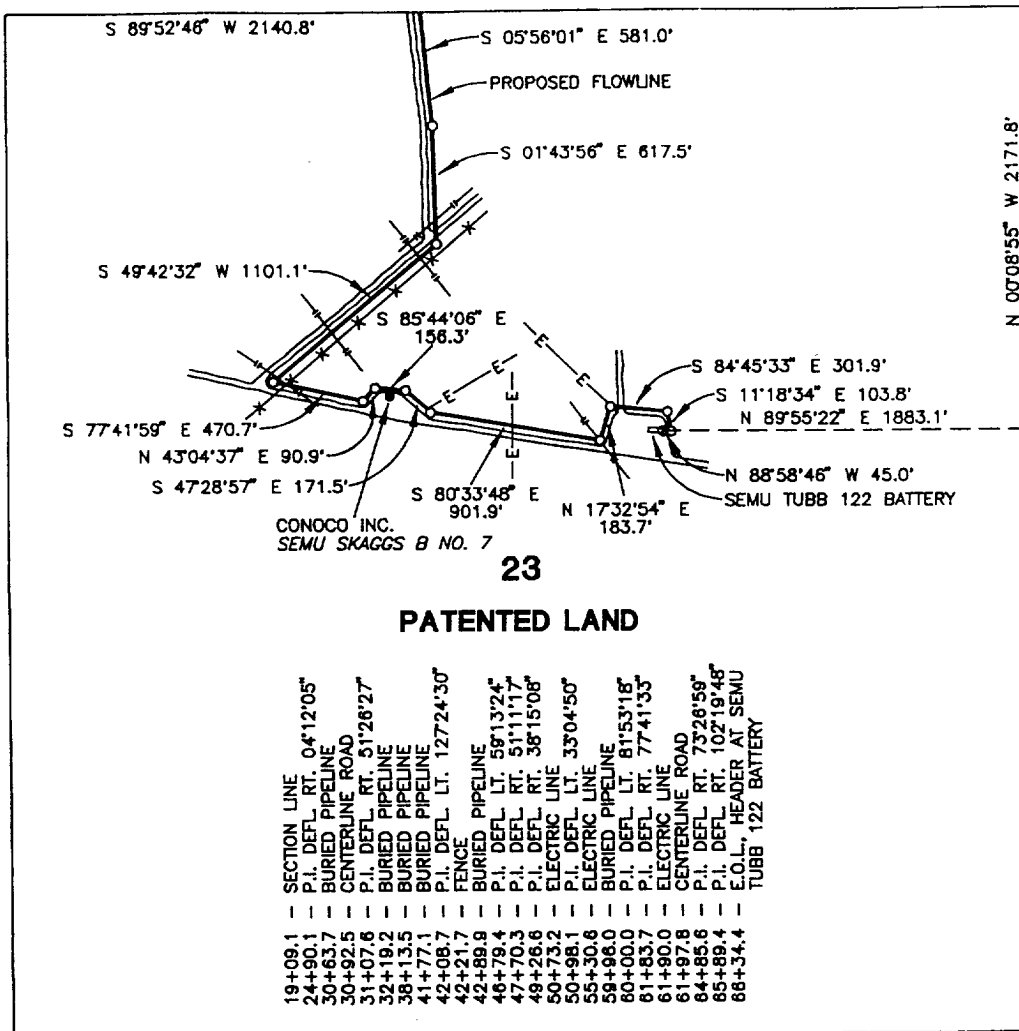 S 89°52'46" W 2140.8'
S 05°56'01" E 581.0'
PROPOSED FLOWLINE
S 01°43'56" E 617.5'
N 00°08'55" W 2171.8'
S 49°42'32" W 1101.1'
S 85°44'06" E
156.3'
S 84°45'33" E 301.9'
S 11°18'34" E 103.8'
N 89°55'22" E 1883.1'
S 77°41'59" E 470.7'
N 43°04'37" E 90.9'
S 47°28'57" E 171.5'
S 80°33'48" E
901.9'
N 17°32'54" E
183.7'
N 88°58'46" W 45.0'
SEMU TUBB 122 BATTERY
CONOCO INC.
SEMU SKAGGS B NO. 7
E
E
E
E
E
E
23
PATENTED LAND
19+09.1 – SECTION LINE
24+90.1 – P.I. DEFL. RT. 04°12'05"
30+63.7 – BURIED PIPELINE
30+92.5 – CENTERLINE ROAD
31+07.6 – P.I. DEFL. RT. 51°26'27"
32+19.2 – BURIED PIPELINE
38+13.5 – BURIED PIPELINE
41+77.1 – BURIED PIPELINE
42+08.7 – P.I. DEFL. LT. 127°24'30"
42+21.7 – FENCE
42+89.9 – BURIED PIPELINE
46+79.4 – P.I. DEFL. LT. 59°13'24"
47+70.3 – P.I. DEFL. RT. 51°11'17"
49+26.6 – P.I. DEFL. RT. 38°15'08"
50+73.2 – ELECTRIC LINE
50+98.1 – P.I. DEFL. LT. 33°04'50"
55+30.6 – ELECTRIC LINE
59+96.0 – BURIED PIPELINE
60+00.0 – P.I. DEFL. LT. 81°53'18"
61+83.7 – P.I. DEFL. RT. 77°41'33"
61+90.0 – ELECTRIC LINE
61+97.8 – CENTERLINE ROAD
64+85.6 – P.I. DEFL. RT. 73°26'59"
65+89.4 – P.I. DEFL. RT. 102°19'48"
66+34.4 – E.O.L., HEADER AT SEMU
TUBB 122 BATTERY